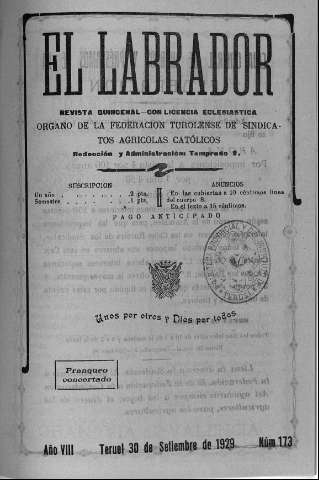 EL LABRADOR
REVISTA QUINCENAL—CON LICENCIA ECLESIASTICA
ORGANO DE LA FEDERACION TUROLENSE DE SINDICA-
TOS AGRICOLAS CATÓLICOS
Redacción y Administración: Temprado 9.
SUSCRIPCION
Un año . . . . . . . 2 pts.
Semestre . . . . . . 1 pts.
ANUNCIOS
En las cubiertas a 10 céntimos linea
del cuerpo 8.
En el texto a 15 céntimos.
PAGO ANTICIPADO
Unos por otros y Dios por todos
Franqueo
concertado
Año VIII Teruel 30 de Setiembre de 1929 Núm 173